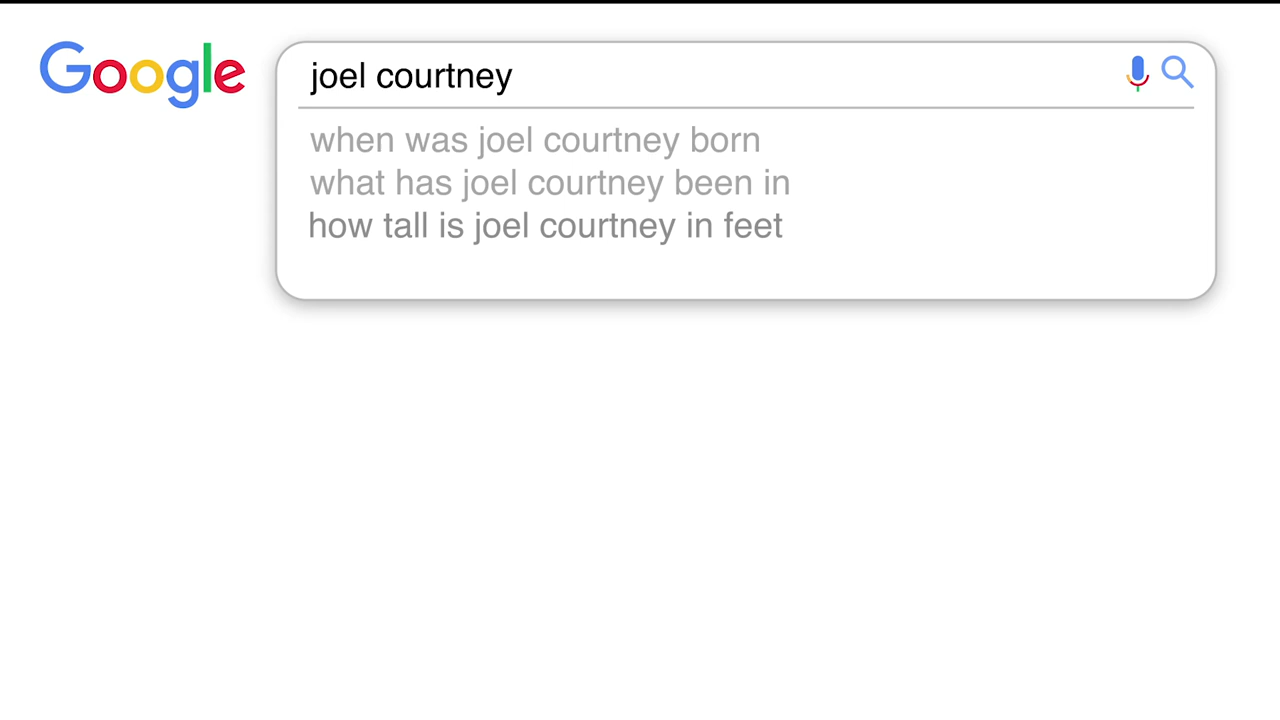 Google
joel courtney
when was joel courtney born
what has joel courtney been in
how tall is joel courtney in feet